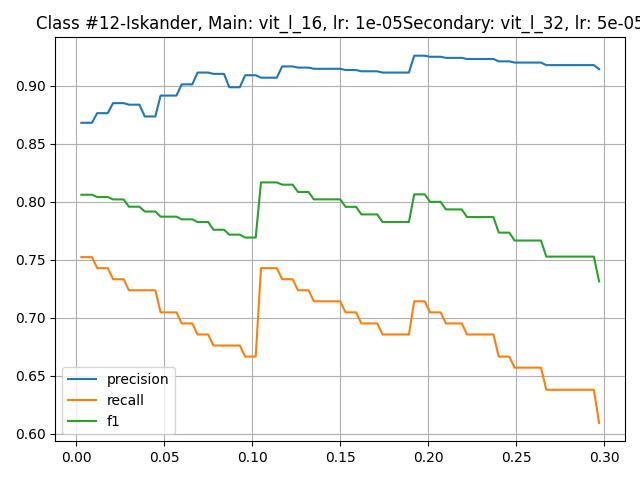 Class #12-Iskander, Main: vit_l_16, lr: 1e-05Secondary: vit_l_32, lr: 5e-05
0.90
0.85
0.80
0.75
0.70
0.65
0.60
precision
recall
f1
0.00 0.05 0.10 0.15 0.20 0.25 0.30